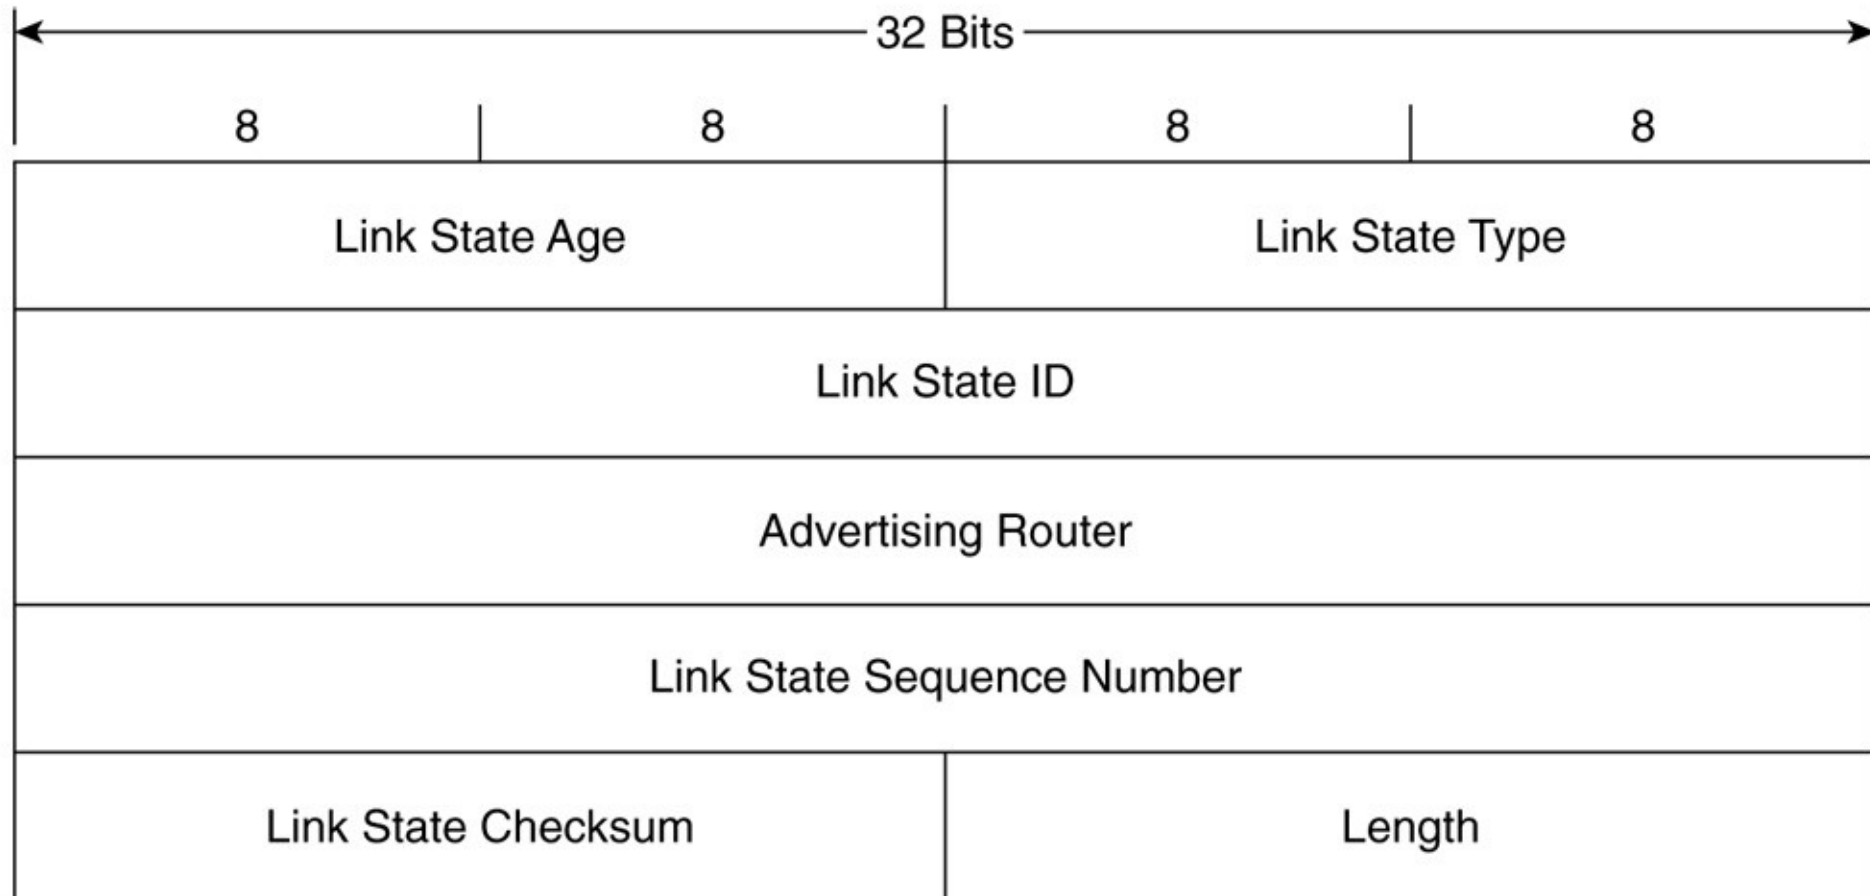 32 Bits
8 8 8 8
Link State Age Link State Type
Link State ID
Advertising Router
Link State Sequence Number
Link State Checksum Length